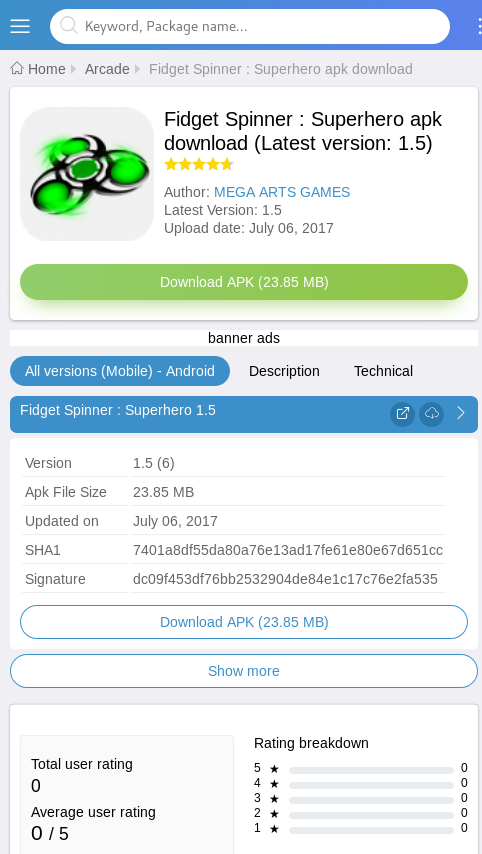 Keyword, Package name...
Home Arcade Fidget Spinner : Superhero apk download
Fidget Spinner : Superhero apk
download (Latest version: 1.5)
Author: MEGA ARTS GAMES
Latest Version: 1.5
Upload date: July 06, 2017
Download APK (23.85 MB)
banner ads
All versions (Mobile) - Android Description Technical
Fidget Spinner : Superhero 1.5
Version 1.5 (6)
Apk File Size 23.85 MB
Updated on July 06, 2017
SHA1 7401a8df55da80a76e13ad17fe61e80e67d651cc
Signature dc09f453df76bb2532904de84e1c17c76e2fa535
Download APK (23.85 MB)
Show more
Total user rating
0
Average user rating
0 / 5
Rating breakdown
5 ★ 0
4 ★ 0
3 ★ 0
2 ★ 0
1 ★ 0